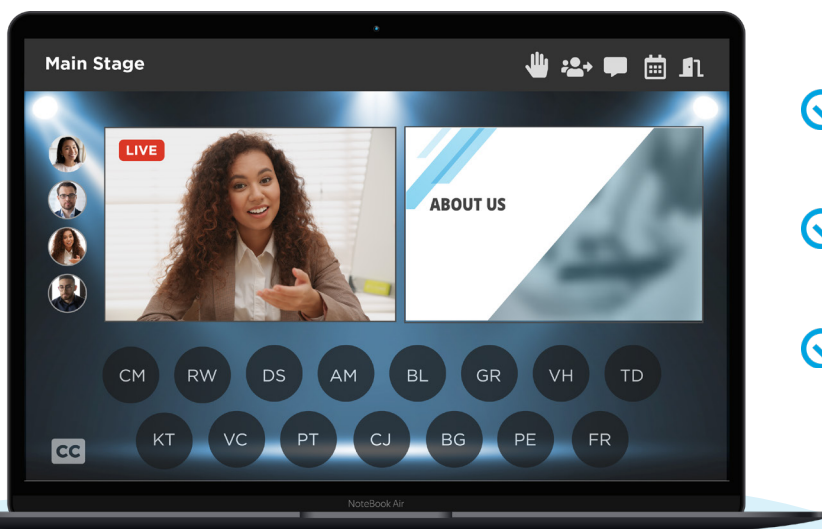 Main Stage
LIVE
ABOUT US
CM RW DS AM BL GR VH TD
KT VC PT CJ BG PE FR
CC
NoteBook Air